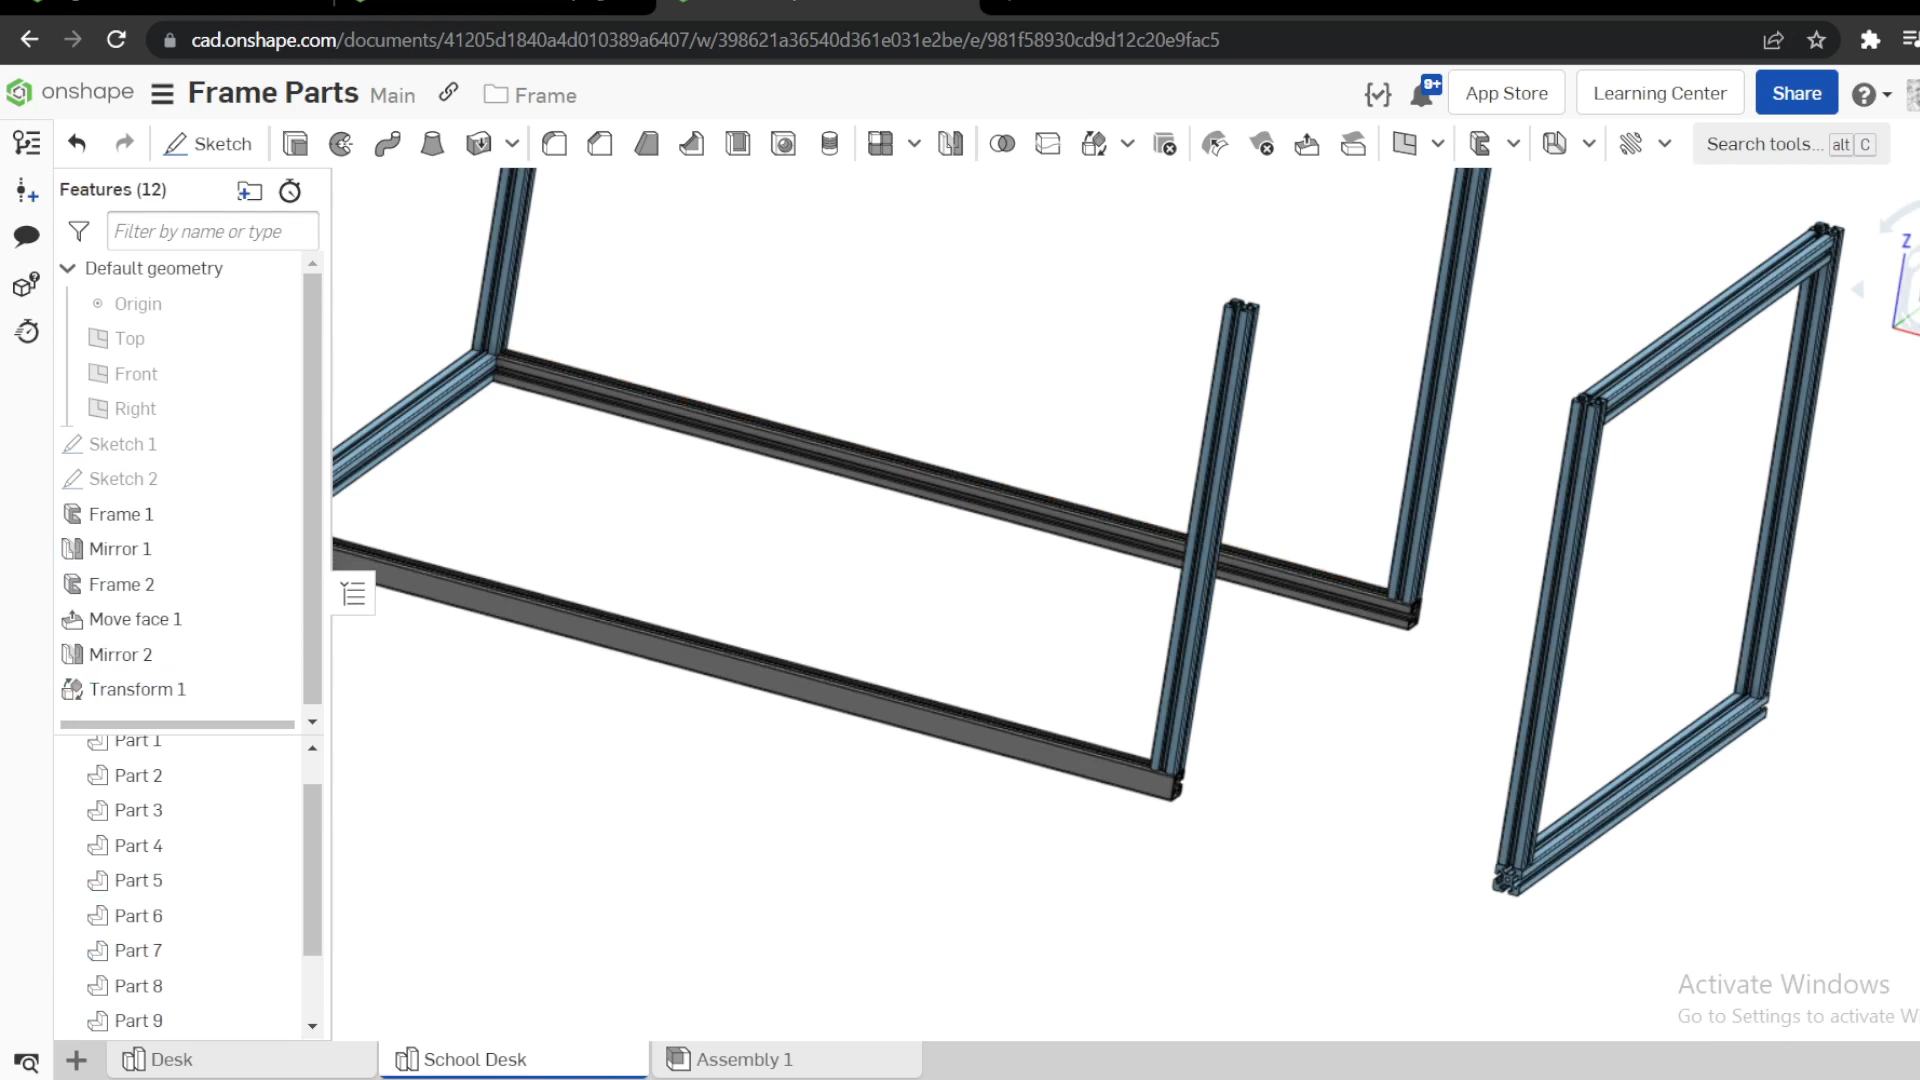 cad.onshape.com/documents/41205d1840a4d010389a6407/w/398621a36540d361e031e2be/e/981f58930cd9d12c20e9fac5
onshape Frame Parts Main Frame 9+ App Store Learning Center Share
Sketch Search tools... alt C
Features (12)
Filter by name or type
Default geometry
Origin
Top
Front
Right
Sketch 1
Sketch 2
Frame 1
Mirror 1
Frame 2
Move face 1
Mirror 2
Transform 1
Part 1
Part 2
Part 3
Part 4
Part 5
Part 6
Part 7
Part 8
Part 9
Z
Activate Windows
Go to Settings to activate W
Desk School Desk Assembly 1